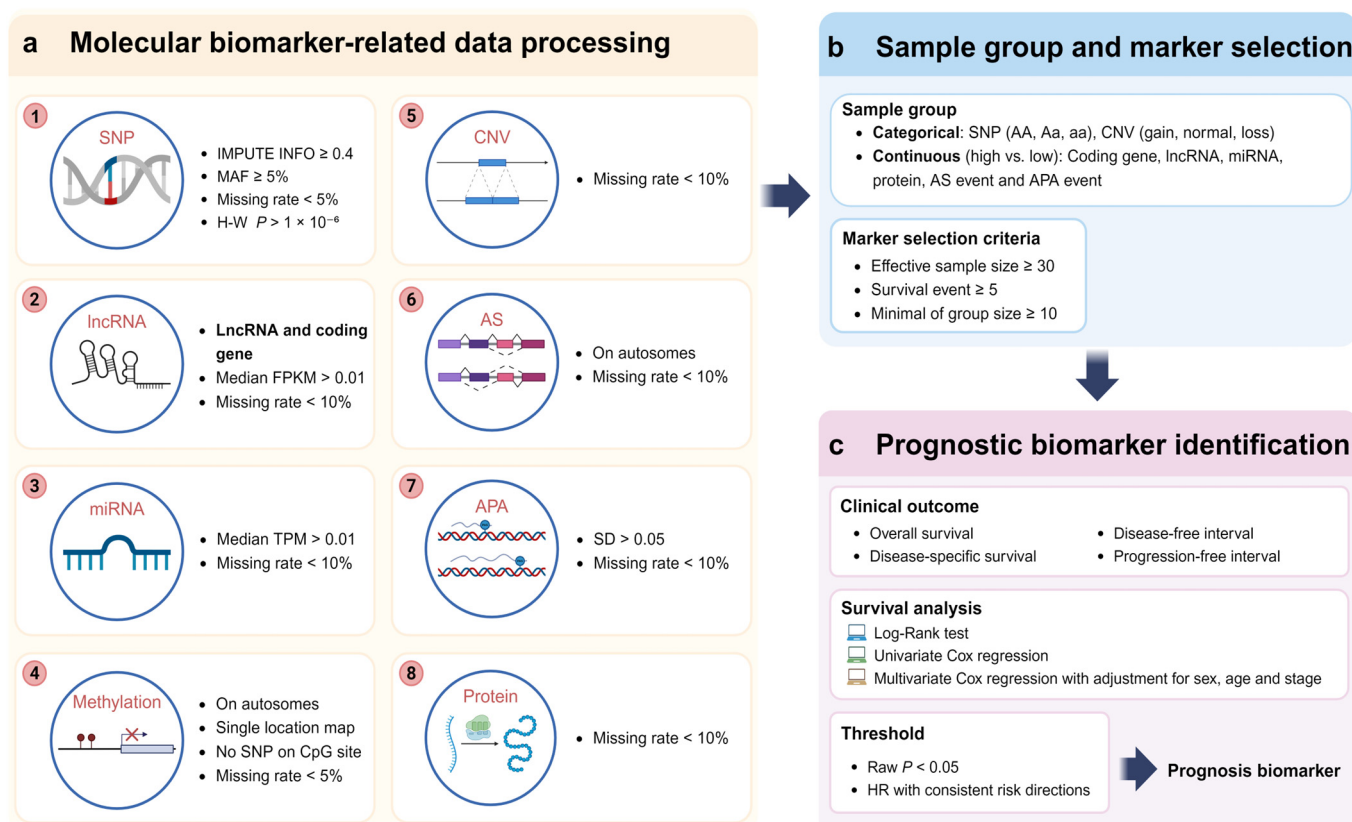 a Molecular biomarker-related data processing
1
SNP
• IMPUTE INFO ≥ 0.4
• MAF ≥ 5%
• Missing rate < 5%
• H-W P > 1 × 10⁻⁶
2
lncRNA
• LncRNA and coding
gene
• Median FPKM > 0.01
• Missing rate < 10%
3
miRNA
• Median TPM > 0.01
• Missing rate < 10%
4
Methylation
• On autosomes
• Single location map
• No SNP on CpG site
• Missing rate < 5%
5
CNV
• Missing rate < 10%
6
AS
• On autosomes
• Missing rate < 10%
7
APA
• SD > 0.05
• Missing rate < 10%
8
Protein
• Missing rate < 10%
b Sample group and marker selection
Sample group
• Categorical: SNP (AA, Aa, aa), CNV (gain, normal, loss)
• Continuous (high vs. low): Coding gene, lncRNA, miRNA,
protein, AS event and APA event
Marker selection criteria
• Effective sample size ≥ 30
• Survival event ≥ 5
• Minimal of group size ≥ 10
c Prognostic biomarker identification
Clinical outcome
• Overall survival
• Disease-specific survival
• Disease-free interval
• Progression-free interval
Survival analysis
Log-Rank test
Univariate Cox regression
Multivariate Cox regression with adjustment for sex, age and stage
Threshold
• Raw P < 0.05
• HR with consistent risk directions
Prognosis biomarker